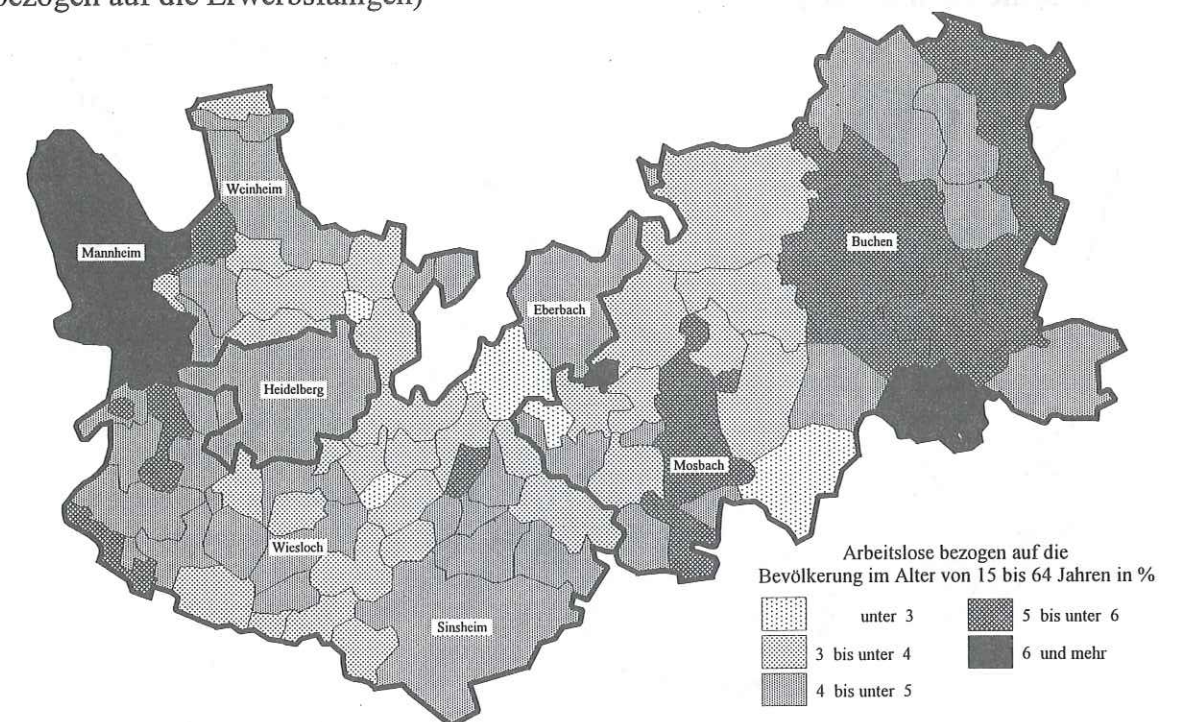 bezogen auf die Erwerbsfähigen)
Weinheim
Mannheim
Buchen
Eberbach
Heidelberg
Mosbach
Wiesloch
Sinsheim
Arbeitslose bezogen auf die
Bevölkerung im Alter von 15 bis 64 Jahren in %
unter 3
5 bis unter 6
3 bis unter 4
6 und mehr
4 bis unter 5